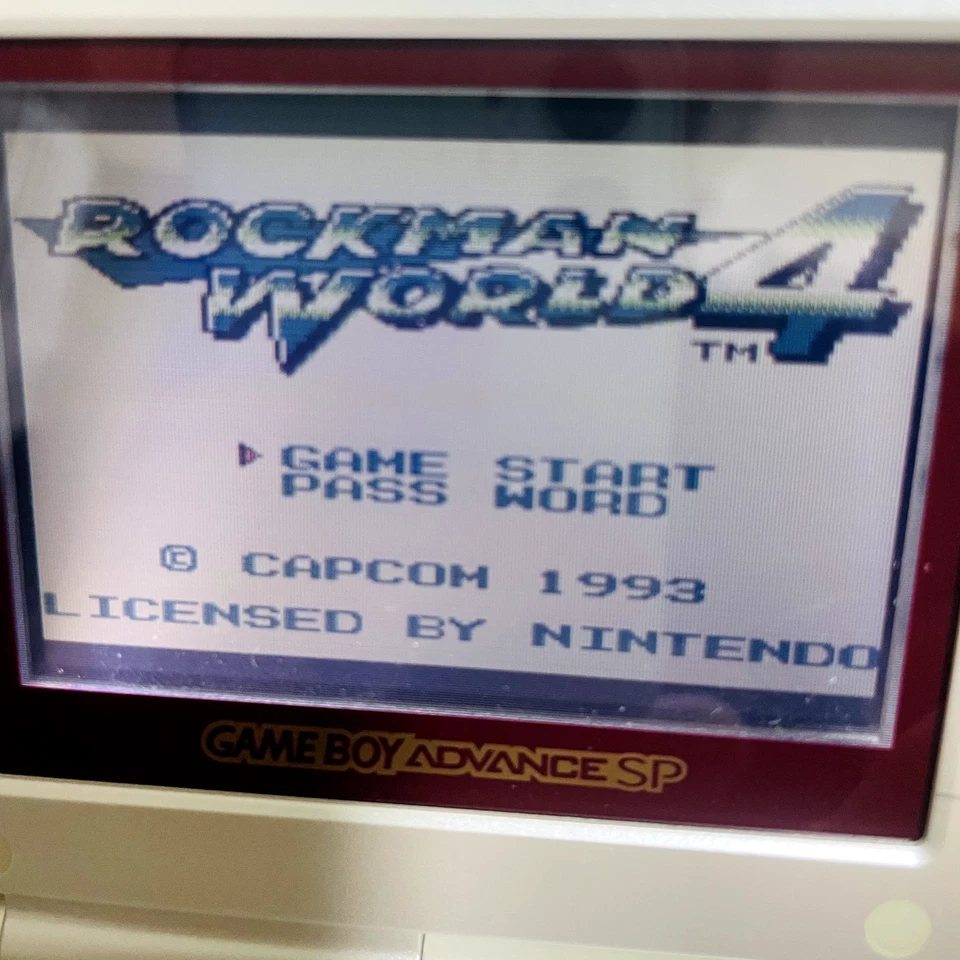 ROCKMAN
WORLD 4
TM
GAME START
PASS WORD
© CAPCOM 1993
LICENSED BY NINTENDO
GAME BOY ADVANCE SP